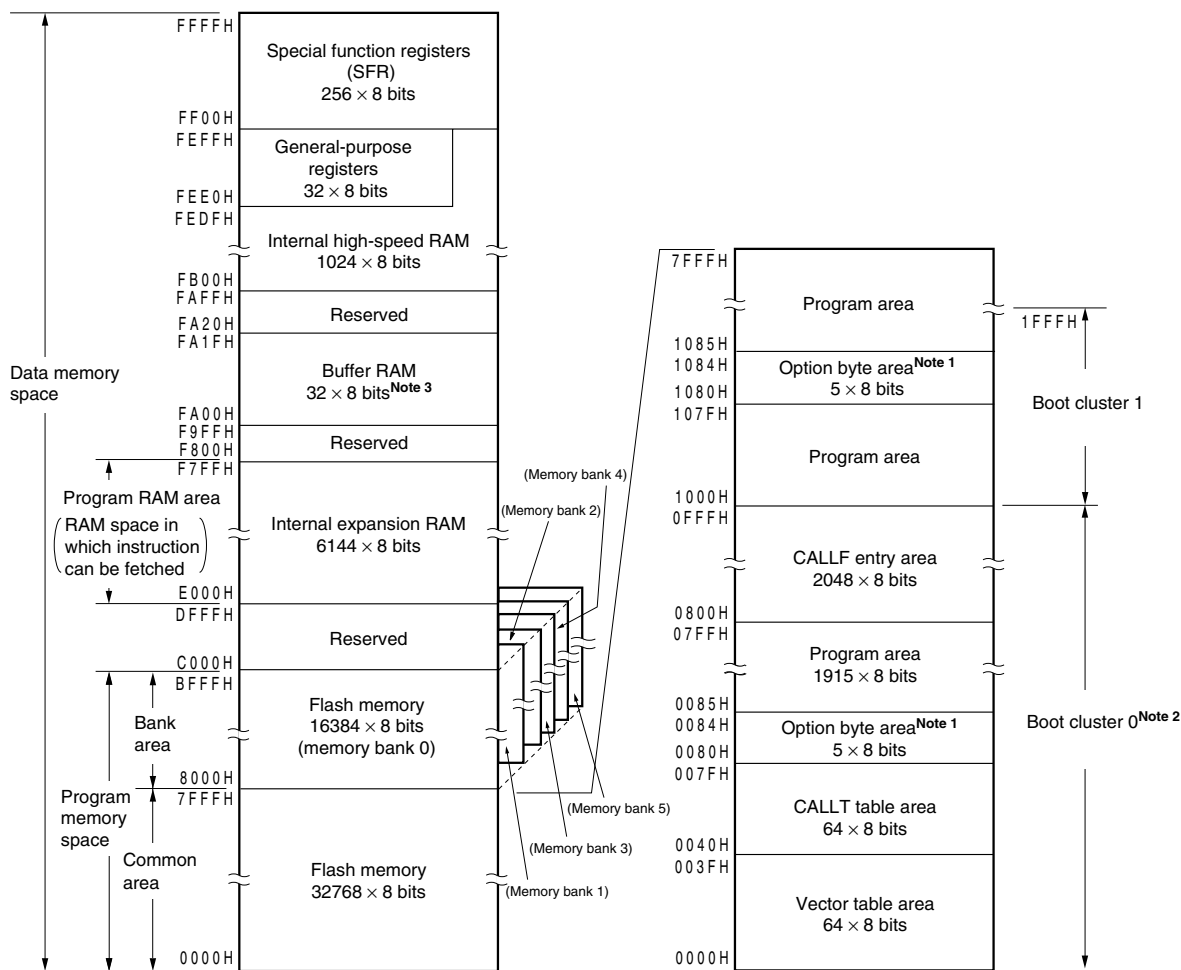 FFFFH
Special function registers
(SFR)
256 × 8 bits
FF00H
FEFFH
General-purpose
registers
32 × 8 bits
FEE0H
FEDFH
Internal high-speed RAM
1024 × 8 bits
FB00H
FAFFH
Reserved
FA20H
FA1FH
Buffer RAM
32 × 8 bits Note 3
FA00H
F9FFH
Reserved
F800H
F7FFH
Data memory
space
Program RAM area
RAM space in
which instruction
can be fetched
Internal expansion RAM
6144 × 8 bits
E000H
DFFFH
Reserved
C000H
BFFFH
Flash memory
16384 × 8 bits
(memory bank 0)
Bank
area
8000H
7FFFH
Program
memory
space
Common
area
Flash memory
32768 × 8 bits
0000H
(Memory bank 4)
(Memory bank 2)
(Memory bank 5)
(Memory bank 3)
(Memory bank 1)
7FFFH
Program area
1FFFH
1085H
1084H
Option byte area Note 1
5 × 8 bits
1080H
107FH
Boot cluster 1
Program area
1000H
0FFFH
CALLF entry area
2048 × 8 bits
0800H
07FFH
Program area
1915 × 8 bits
0085H
0084H
Option byte area Note 1
5 × 8 bits
Boot cluster 0 Note 2
0080H
007FH
CALLT table area
64 × 8 bits
0040H
003FH
Vector table area
64 × 8 bits
0000H